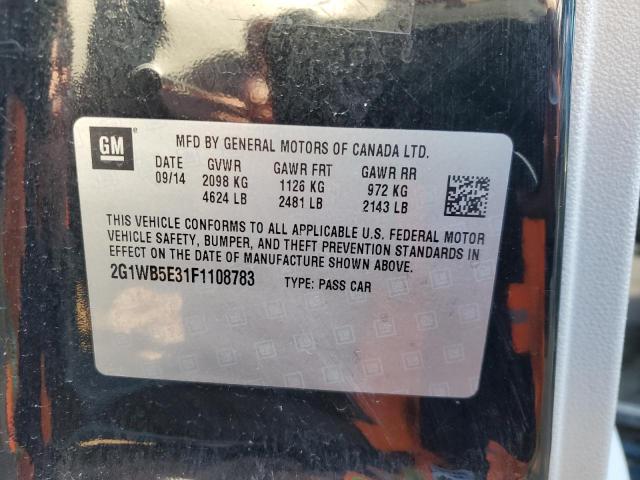 GM
MFD BY GENERAL MOTORS OF CANADA LTD.
DATE GVWR GAWR FRT GAWR RR
09/14 2098 KG 1126 KG 972 KG
4624 LB 2481 LB 2143 LB
THIS VEHICLE CONFORMS TO ALL APPLICABLE U.S. FEDERAL MOTOR
VEHICLE SAFETY, BUMPER, AND THEFT PREVENTION STANDARDS IN
EFFECT ON THE DATE OF MANUFACTURE SHOWN ABOVE.
2G1WB5E31F1108783 TYPE: PASS CAR